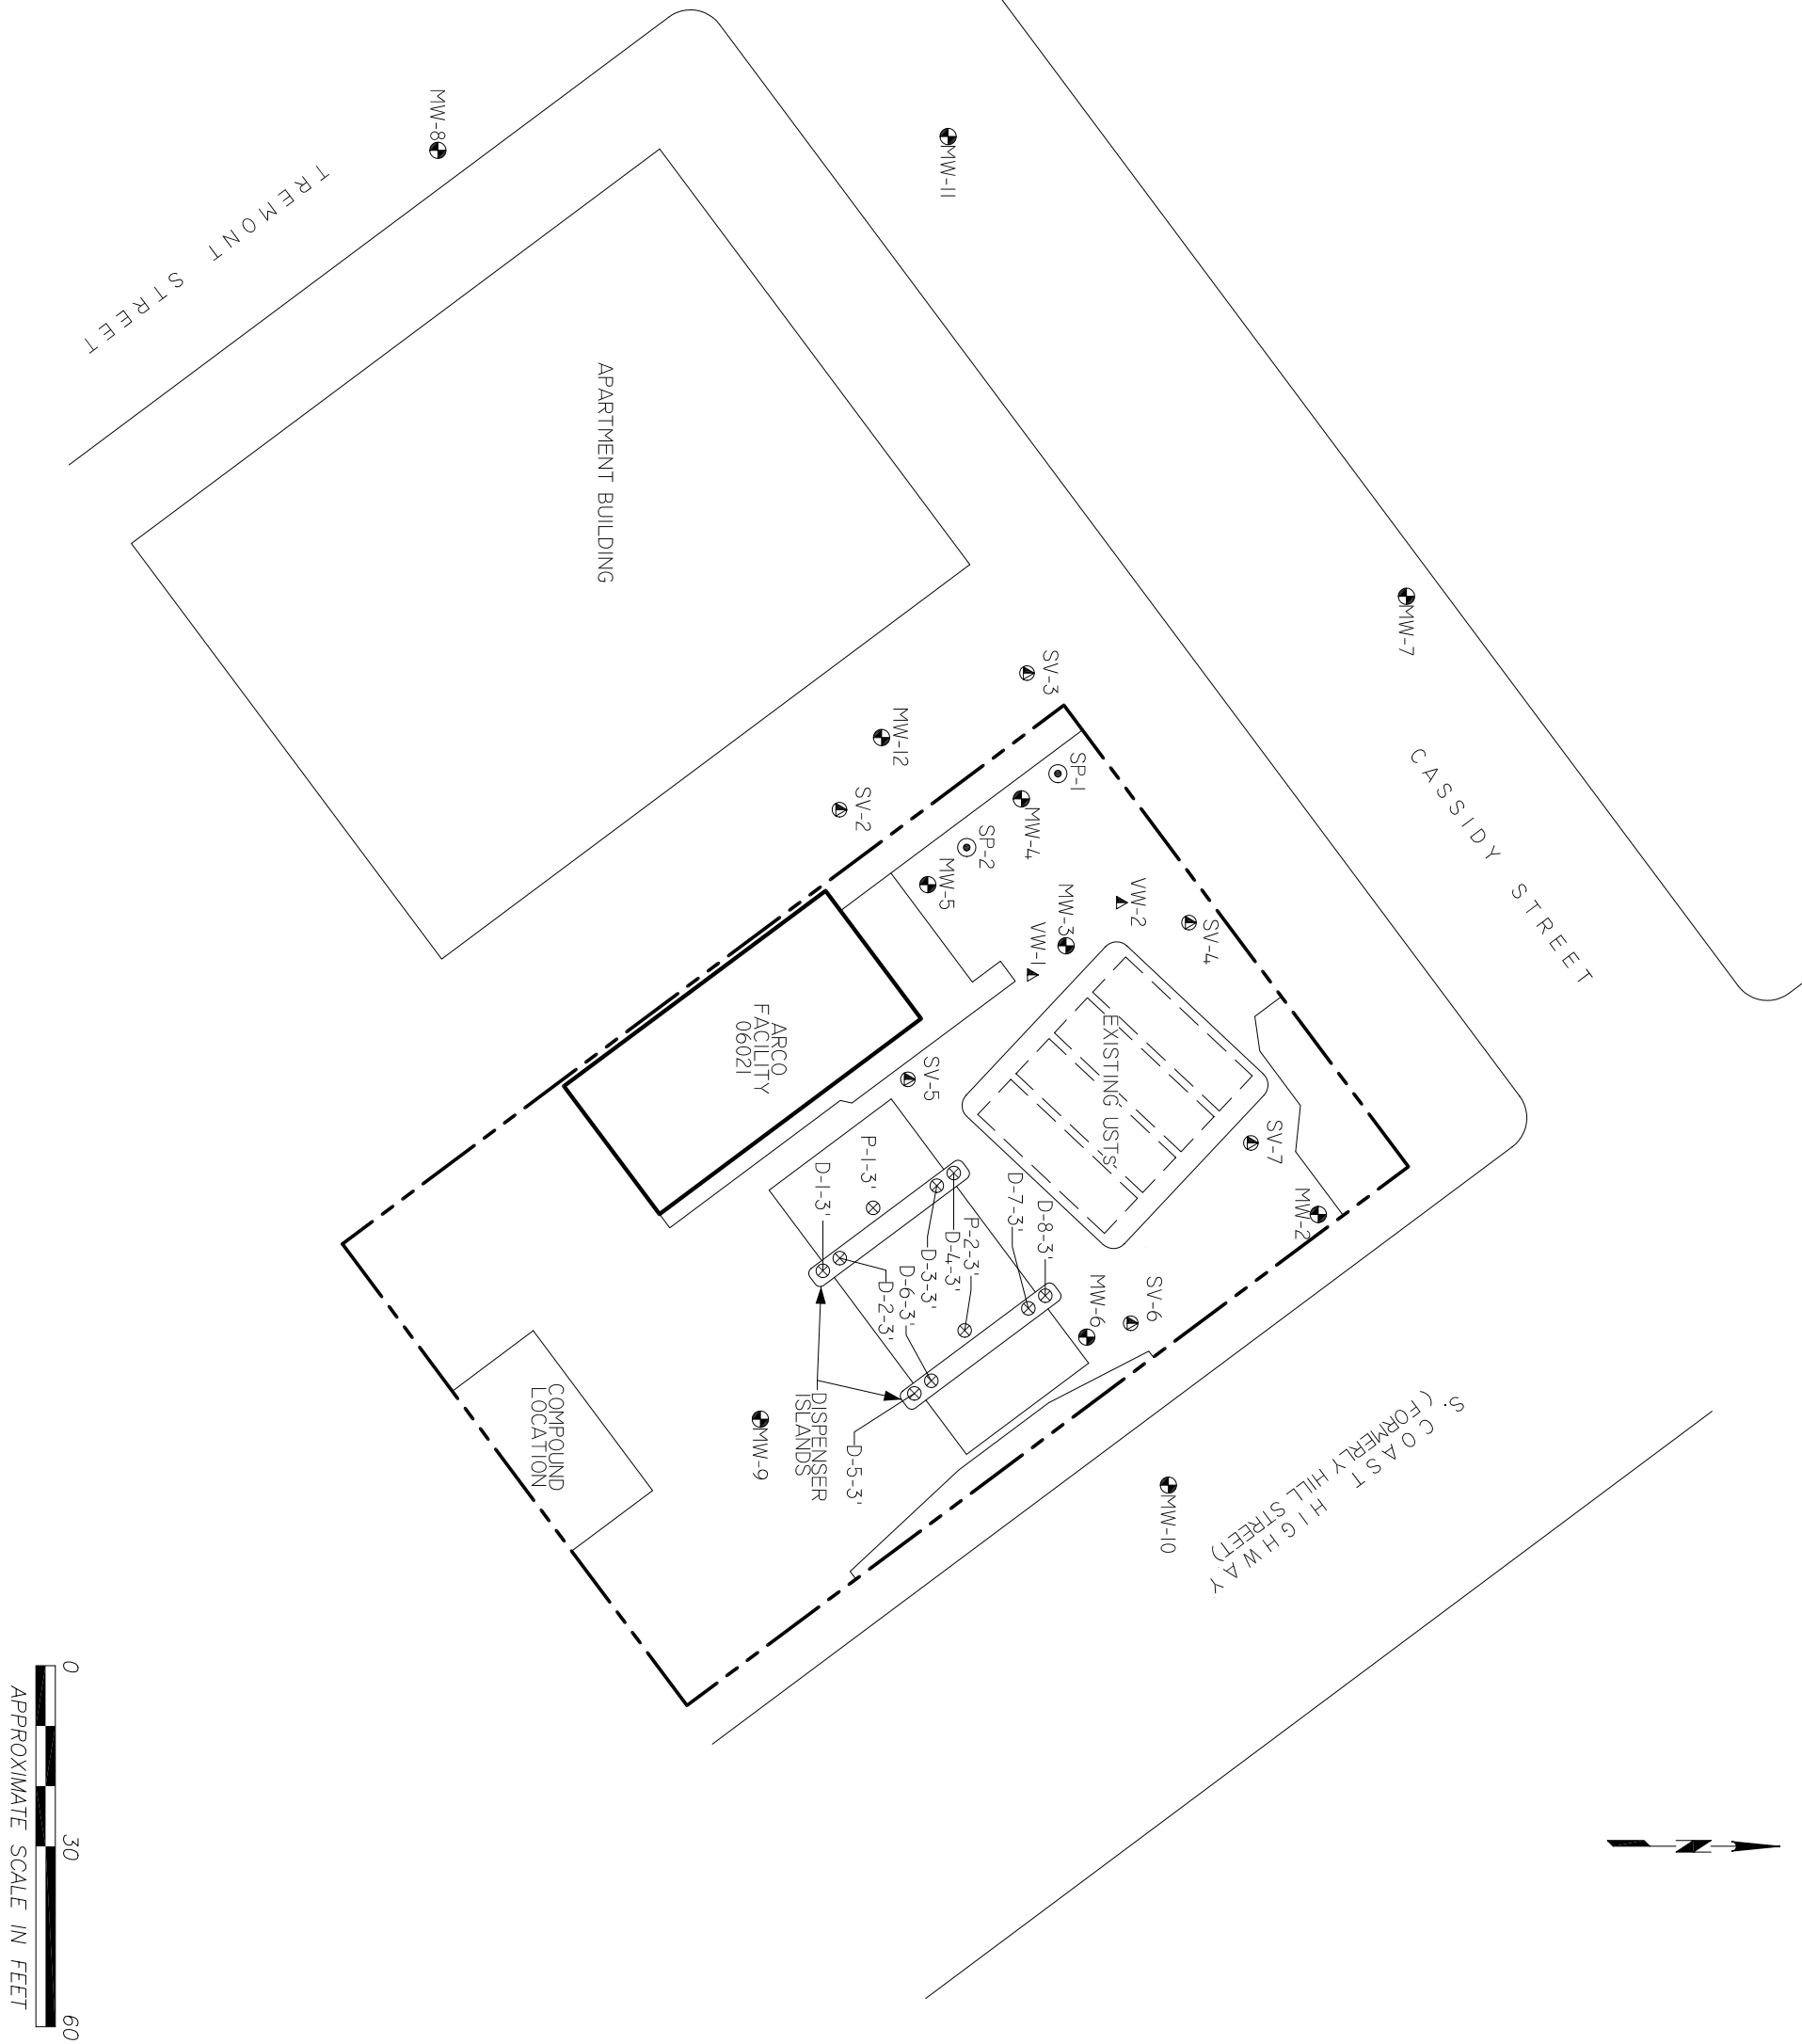 MW-8
TREMONT STREET
MW-11
APARTMENT BUILDING
MW-7
CASSIDY STREET
SV-3
MW-12
SV-2
SP-1
MW-4
SP-2
MW-5
MW-3
VW-2
VW-1
SV-4
EXISTING USTS
ARCO
FACILITY
06021
SV-5
SV-7
MW-2
P-1-3'
D-1-3'
D-7-3'
D-8-3'
P-2-3'
D-4-3'
D-3-3'
D-6-3'
D-2-3'
MW-6
SV-6
DISPENSER
ISLANDS
D-5-3'
COMPOUND
LOCATION
MW-9
MW-10
S. COAST HIGHWAY
(FORMERLY HILL STREET)
N
0 30 60
APPROXIMATE SCALE IN FEET